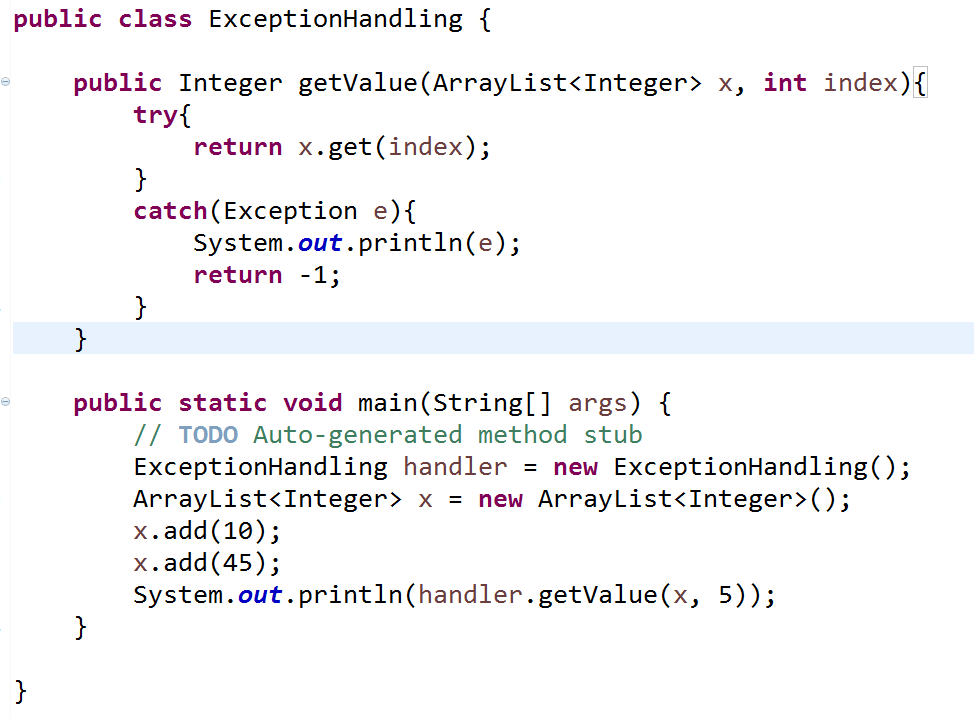 public class ExceptionHandling {
public Integer getValue(ArrayList<Integer> x, int index){
try{
return x.get(index);
}
catch(Exception e){
System.out.println(e);
return -1;
}
}
public static void main(String[] args) {
// TODO Auto-generated method stub
ExceptionHandling handler = new ExceptionHandling();
ArrayList<Integer> x = new ArrayList<Integer>();
x.add(10);
x.add(45);
System.out.println(handler.getValue(x, 5));
}
}